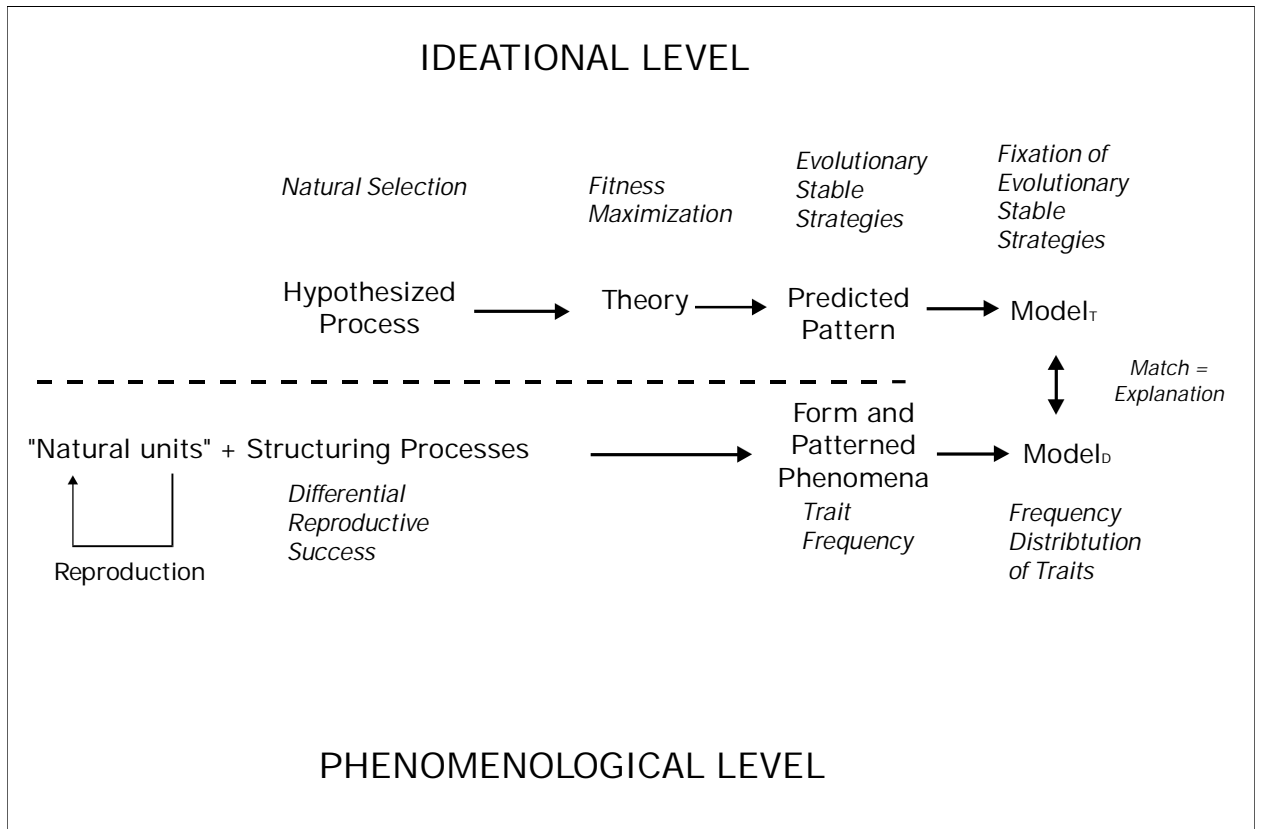 IDEATIONAL LEVEL
Natural Selection
Fitness
Maximization
Evolutionary
Stable
Strategies
Fixation of
Evolutionary
Stable
Strategies
Hypothesized
Process
Theory
Predicted
Pattern
ModelT
Match =
Explanation
"Natural units" + Structuring Processes
Form and
Patterned
Phenomena
ModelD
Differential
Reproductive
Success
Trait
Frequency
Frequency
Distribtution
of Traits
Reproduction
PHENOMENOLOGICAL LEVEL